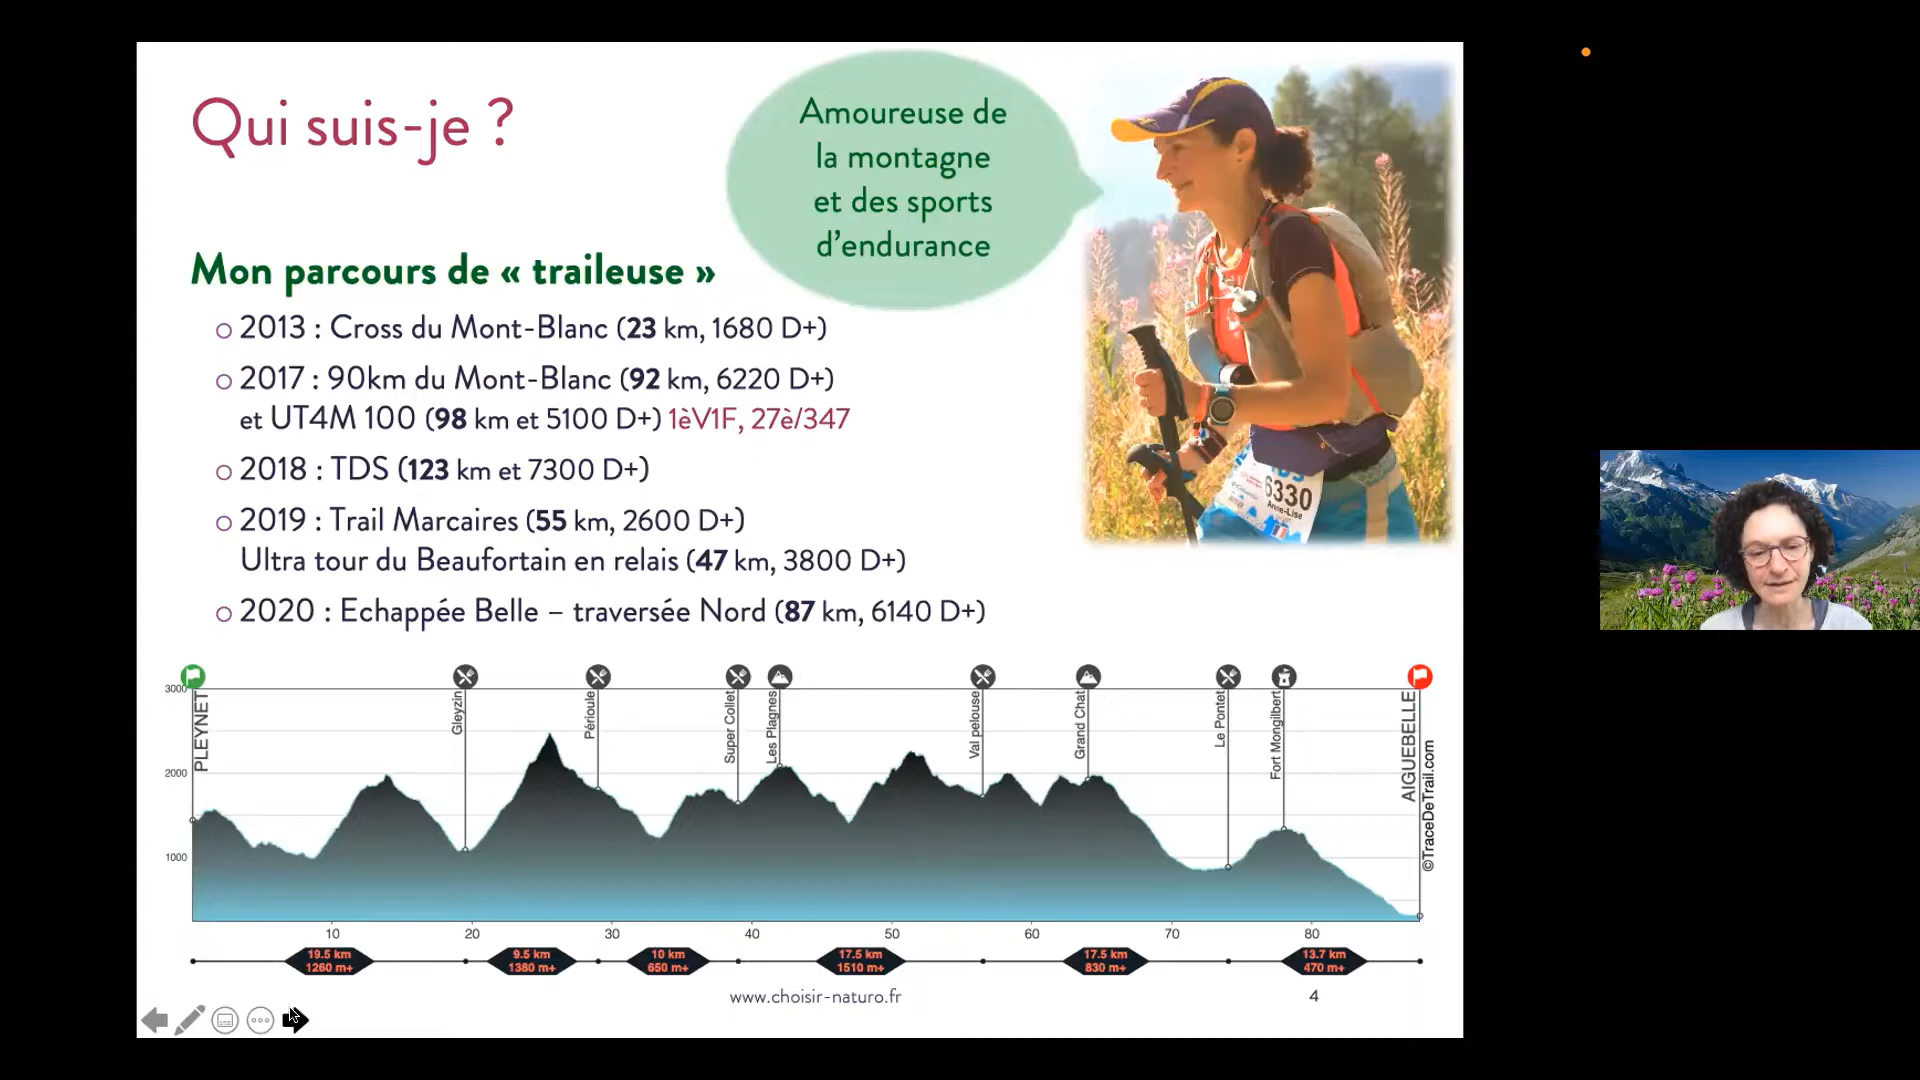 Qui suis-je ?
Amoureuse de
la montagne
et des sports
d'endurance
Mon parcours de « traileuse »
2013 : Cross du Mont-Blanc (23 km, 1680 D+)
2017 : 90km du Mont-Blanc (92 km, 6220 D+)
et UT4M 100 (98 km et 5100 D+) 1èV1F, 27è/347
2018 : TDS (123 km et 7300 D+)
2019 : Trail Marcaires (55 km, 2600 D+)
Ultra tour du Beaufortain en relais (47 km, 3800 D+)
2020 : Echappée Belle – traversée Nord (87 km, 6140 D+)
6330
Anne-Lise
3000
2000
1000
PLEYNET
Gleyzin
Périoule
Super Collet
Les Plagnes
Val pelouse
Grand Chat
Le Pontet
Fort Mongilbert
AIGUEBELLE
©TraceDeTrail.com
10 20 30 40 50 60 70 80
19.5 km
1260 m+
9.5 km
1380 m+
10 km
650 m+
17.5 km
1510 m+
17.5 km
830 m+
13.7 km
470 m+
www.choisir-naturo.fr
4